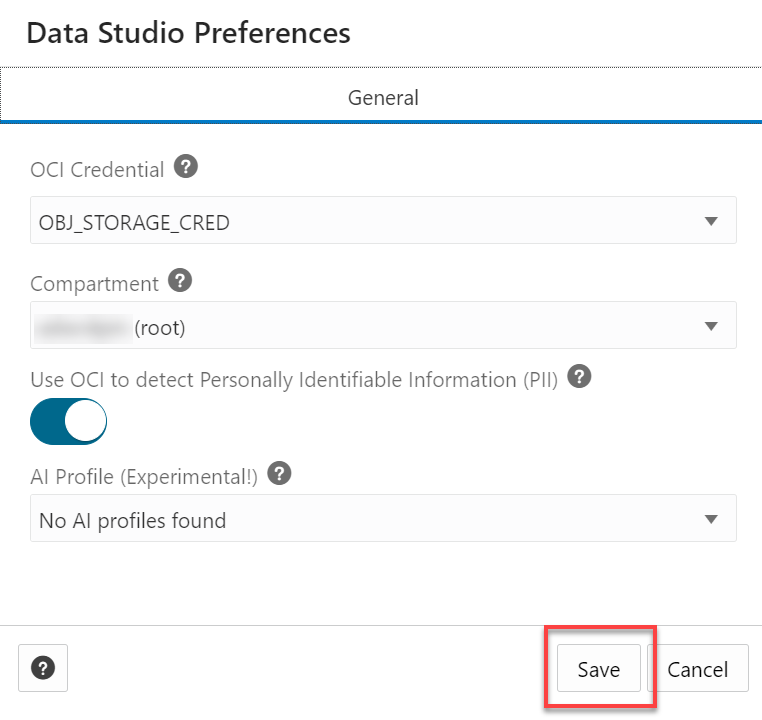 Data Studio Preferences
General
OCI Credential ?
OBJ_STORAGE_CRED
Compartment ?
(root)
Use OCI to detect Personally Identifiable Information (PII) ?
AI Profile (Experimental!) ?
No AI profiles found
? Save Cancel